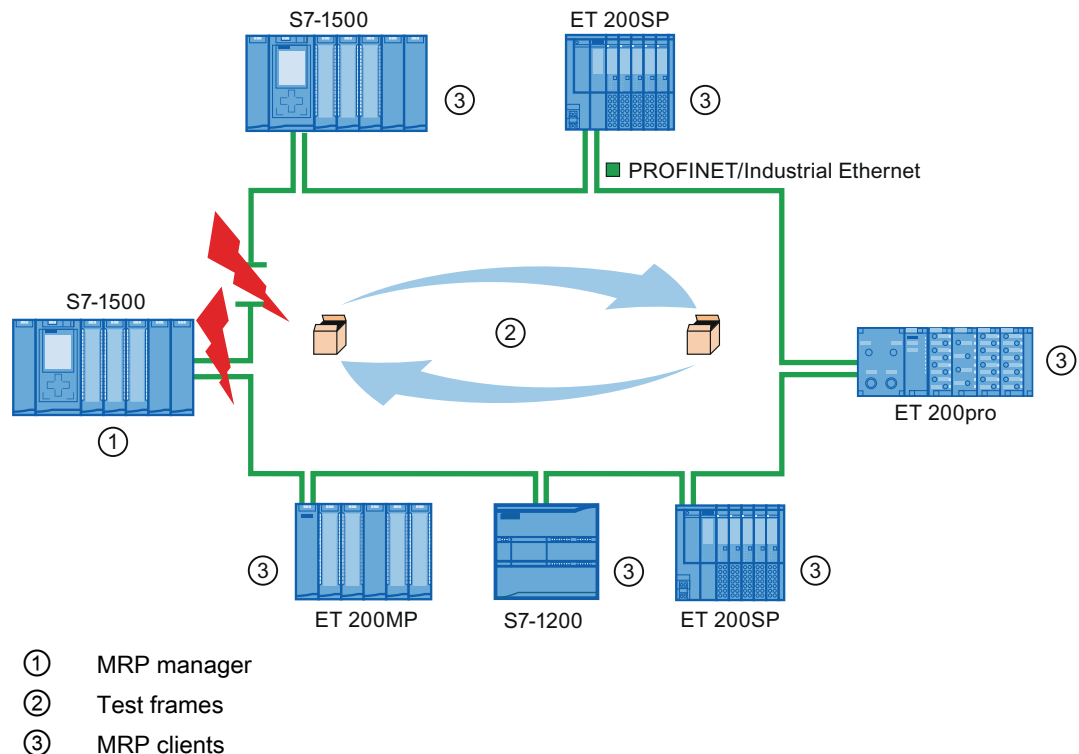 S7-1500
ET 200SP
③
③
PROFINET/Industrial Ethernet
S7-1500
②
③
①
ET 200pro
③
③
③
ET 200MP
S7-1200
ET 200SP
① MRP manager
② Test frames
③ MRP clients